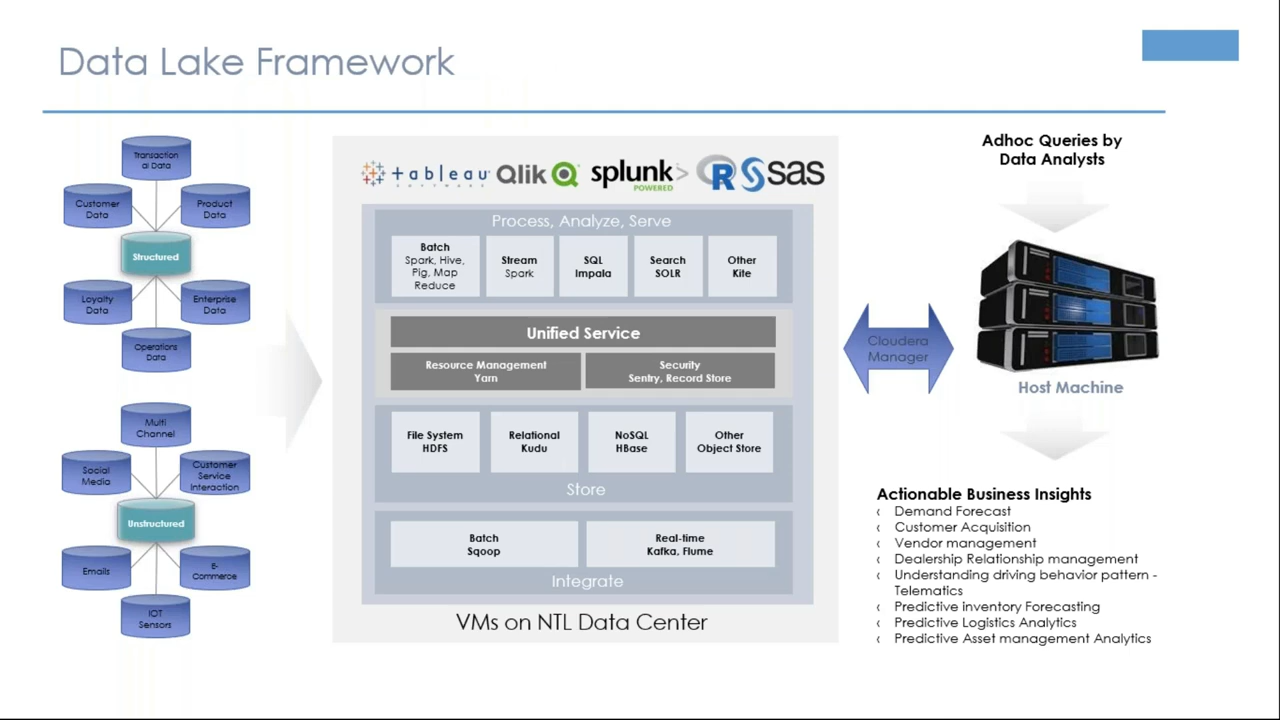 Data Lake Framework
Transaction
al Data
Customer
Data
Product
Data
Structured
Loyalty
Data
Enterprise
Data
Operations
Data
Multi
Channel
Social
Media
Customer
Service
Interaction
Unstructured
Emails
E-
Commerce
IOT
Sensors
+ a b l e a u
S O F T W A R E
Qlik Q
splunk>
POWERED
R
Ssas
Process, Analyze, Serve
Batch
Spark, Hive,
Pig, Map
Reduce
Stream
Spark
SQL
Impala
Search
SOLR
Other
Kite
Unified Service
Resource Management
Yarn
Security
Sentry, Record Store
File System
HDFS
Relational
Kudu
NoSQL
HBase
Other
Object Store
Store
Batch
Sqoop
Real-time
Kafka, Flume
Integrate
VMs on NTL Data Center
Cloudera
Manager
Adhoc Queries by
Data Analysts
Host Machine
Actionable Business Insights
‹ Demand Forecast
‹ Customer Acquisition
‹ Vendor management
‹ Dealership Relationship management
‹ Understanding driving behavior pattern -
Telematics
‹ Predictive inventory Forecasting
‹ Predictive Logistics Analytics
‹ Predictive Asset management Analytics